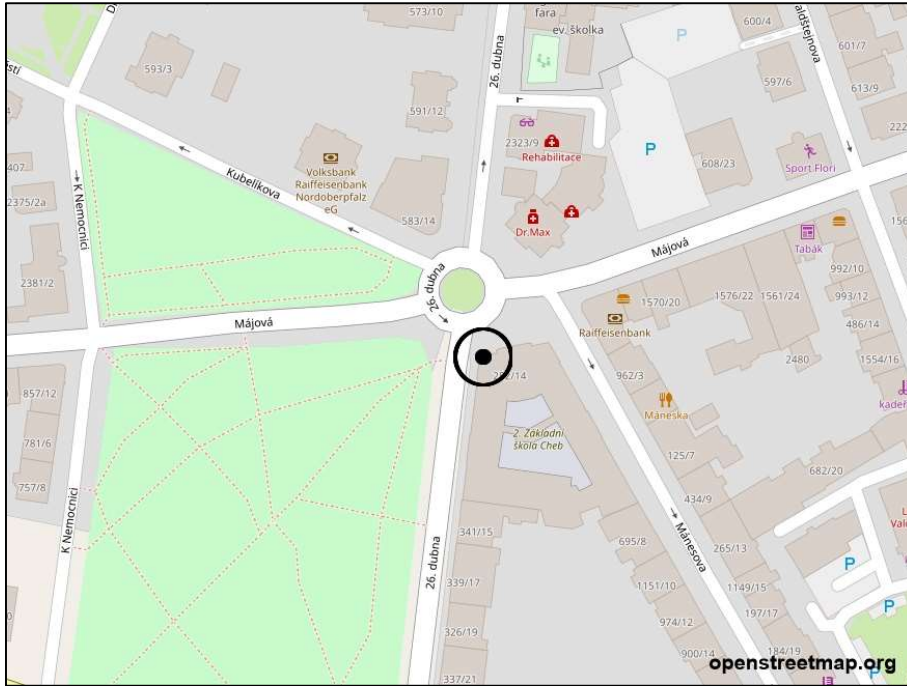 573/10
600/4
fara
ev. školka
P
601/7
613/9
593/3
597/6
591/12
26. dubna
2323/9
Rehabilitace
P
608/23
Sport Flori
407
2375/2a
K Nemocnici
Kubelíkova
Volksbank
Raiffeisenbank
Nordoberpfalz
eG
583/14
Dr.Max
Májová
Tabák
992/10
993/12
2381/2
26. dubna
1570/20
1576/22
1561/24
Raiffeisenbank
486/14
Májová
2480
1554/16
962/3
857/12
Máneska
2. Základní
škola Cheb
125/7
781/6
757/8
682/20
434/9
K Nemocnici
341/15
695/8
Mánesova
265/13
26. dubna
P
339/17
1151/10
1149/15
P
197/17
326/19
974/12
184/19
900/14
337/21
P
openstreetmap.org